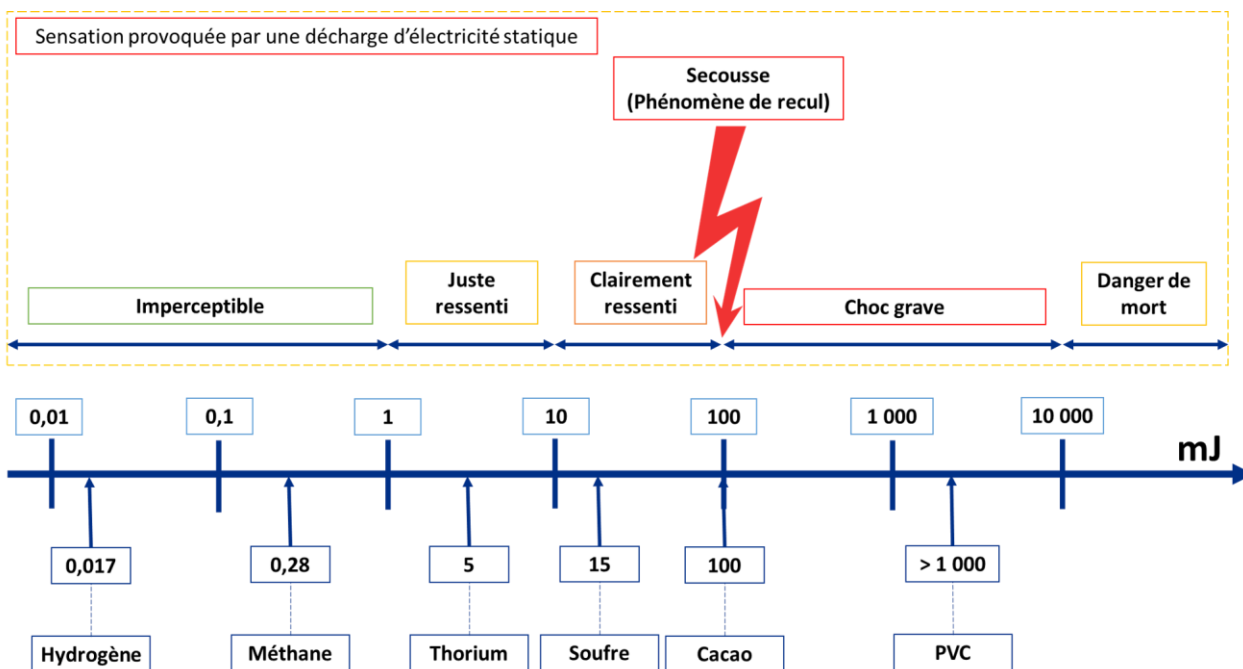 Sensation provoquée par une décharge d’électricité statique
Secousse
(Phénomène de recul)
Imperceptible
Juste
ressenti
Clairement
ressenti
Choc grave
Danger de
mort
0,01
0,1
1
10
100
1 000
10 000
mJ
0,017
0,28
5
15
100
> 1 000
Hydrogène
Méthane
Thorium
Soufre
Cacao
PVC